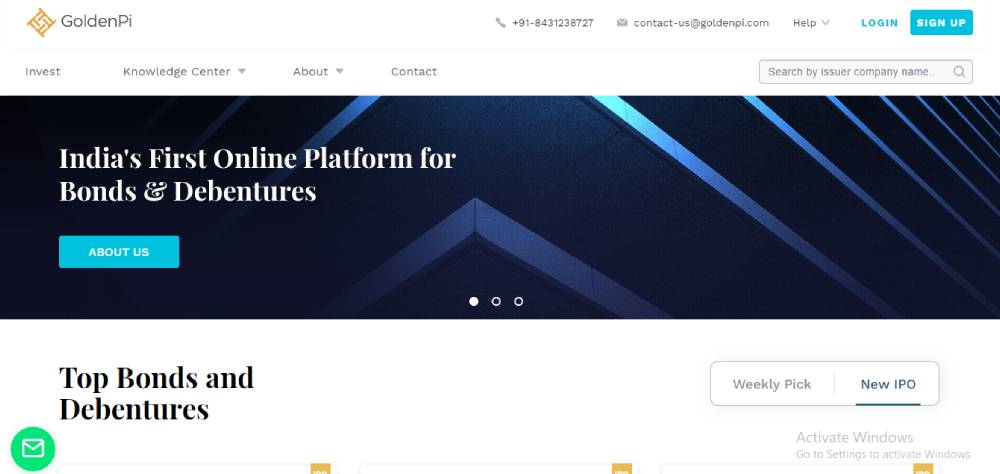 GoldenPi
+91-8431238727
contact-us@goldenpi.com
Help
LOGIN
SIGN UP
Invest
Knowledge Center
About
Contact
Search by issuer company name..
India's First Online Platform for
Bonds & Debentures
ABOUT US
Top Bonds and
Debentures
Weekly Pick
New IPO
Activate Windows
Go to Settings to activate Windows.